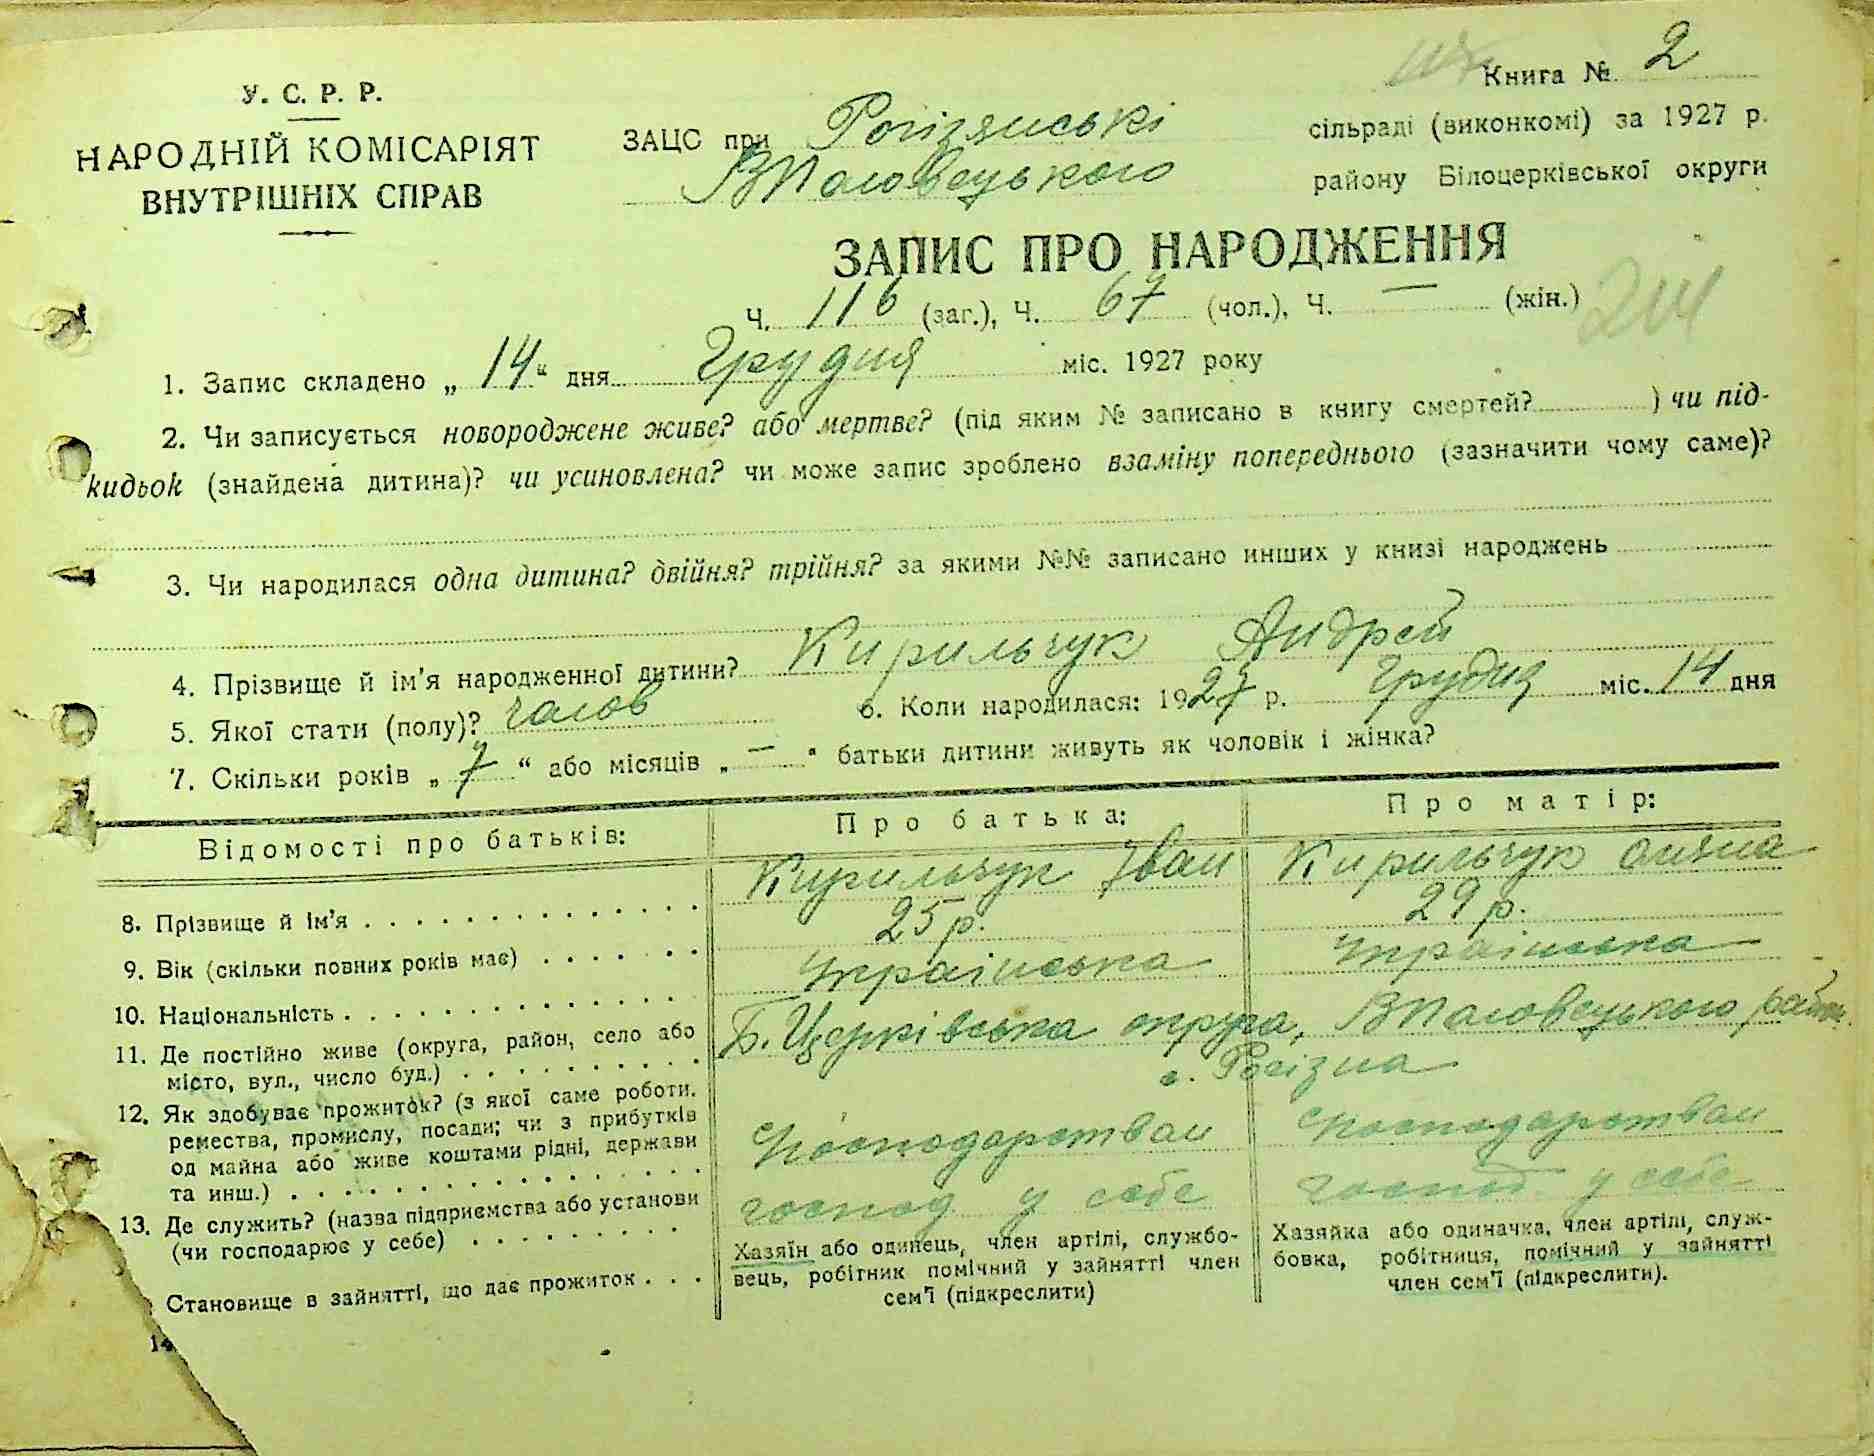 У. С. Р. Р.
НАРОДНІЙ КОМІСАРІЯТ
ВНУТРІШНІХ СПРАВ
Книга № 2
ЗАЦС при Рогізянські сільраді (виконкомі) за 1927 р.
району Білоцерківської округи
ЗАПИС ПРО НАРОДЖЕННЯ
Ч. 116 (заг.), Ч. 67 (чол.), Ч. — (жін.)
1. Запис складено „ 14 “ дня Грудня міс. 1927 року
2. Чи записується новороджене живе? або мертве? (під яким № записано в книгу смертей? ) чи під-
кидьок (знайдена дитина)? чи усиновлена? чи може запис зроблено взаміну попереднього (зазначити чому саме)?
3. Чи народилася одна дитина? двійня? трійня? за якими №№ записано инших у книзі народжень
4. Прізвище й ім'я народженної дитини? Кирильчук Андрей
5. Якої стати (полу)? чолов 6. Коли народилася: 1927 р. Грудня міс. 14 дня
7. Скільки років „ 7 “ або місяців „ — “ батьки дитини живуть як чоловік і жінка?
Відомості про батьків: Про батька: Про матір:
8. Прізвище й ім'я Кирильчук Іван Кирильчук
9. Вік (скільки повних років має) 25 р. 29 р.
10. Національність Українська Українська
11. Де постійно живе (округа, район, село або Б. Церківська округа, району
місто, вул., число буд.) с. Рогізна
12. Як здобуває прожиток? (з якої саме роботи.
ремества, промислу, посади; чи з прибутків
од майна або живе коштами рідні, держави
та инш.)
13. Де служить? (назва підприємства або установи
(чи господарює у себе) господ у себе господ. у себе
Становище в зайнятті, що дає прожиток
Хазяїн або одинець, член артілі, службо-
вець, робітник помічний у зайнятті член
сем'ї (підкреслити)
Хазяйка або одиначка, член артілі, служ-
бовка, робітниця, помічний у зайнятті
член сем'ї (підкреслити).
14